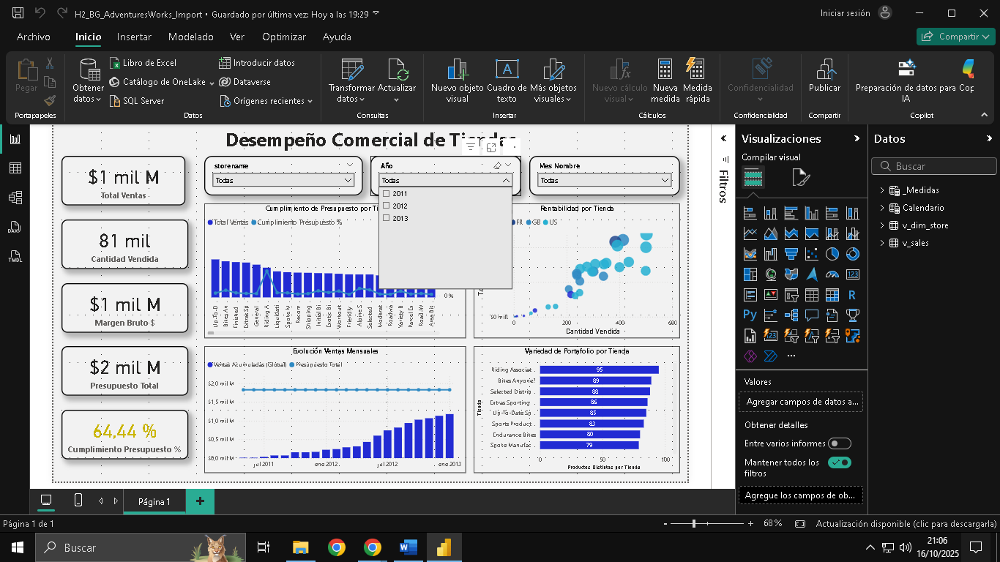 H2_BG_AdventuresWorks_Import • Guardado por última vez: Hoy a las 19:29
Iniciar sesión
Archivo
Inicio
Insertar
Modelado
Ver
Optimizar
Ayuda
Compartir
Pegar
Portapapeles
Obtener datos
Libro de Excel
Catálogo de OneLake
SQL Server
Introducir datos
Dataverse
Orígenes recientes
Datos
Transformar datos
Actualizar
Consultas
Nuevo objeto visual
Cuadro de texto
Más objetos visuales
Insertar
Nuevo cálculo visual
Nueva medida
Medida rápida
Cálculos
Confidencialidad
Confidencialidad
Publicar
Compartir
Preparación de datos para IA
Cop
Copilot
Desempeño Comercial de Tiendas
$1 mil M
Total Ventas
81 mil
Cantidad Vendida
$1 mil M
Margen Bruto $
$2 mil M
Presupuesto Total
64,44 %
Cumplimiento Presupuesto %
storename
Todas
Año
Todas
2011
2012
2013
Mes Nombre
Todas
Cumplimiento de Presupuesto por Ti
Total Ventas
Cumplimiento Presupuesto %
0 %
Up-To-D...
Bites An...
Finished...
Extras Sp...
General...
Riding A...
Liquidati...
Spote M...
Recom...
Shipping...
Initial Bi...
Exotic Bi...
Workout...
Friendly...
Alpine S...
Selected...
Moderat...
Roadwa...
Variety B...
Parcel Ex...
Road-W...
Area Bi...
Rentabilidad por Tienda
FR
GB
US
$0 mil
0
200
400
600
Cantidad Vendida
Evolución Ventas Mensuales
Ventas Acumuladas (Global)
Presupuesto Total
$2,0 mil M
$1,5 mil M
$1,0 mil M
$0,5 mil M
$0,0 mil M
jul 2011
ene 2012
jul 2012
ene 2013
Variedad de Portafolio por Tienda
Tienda
Riding Associat...
95
Bites Anyone?
89
Selected Distrib...
88
Extras Sporting...
86
Up-To-Date Sp...
85
Sports Product...
83
Endurance Bites
80
Spote Manufac...
79
0
50
100
Productos Distintos por Tienda
Filtros
Visualizaciones
Compilar visual
Valores
Agregar campos de datos a...
Obtener detalles
Entre varios informes
Mantener todos los filtros
Agregue los campos de ob...
Datos
Buscar
_Medidas
Calendario
v_dim_store
v_sales
DAX
TMDL
Página 1
Página 1 de 1
68 %
Actualización disponible (clic para descargarla)
Buscar
21:06
16/10/2025